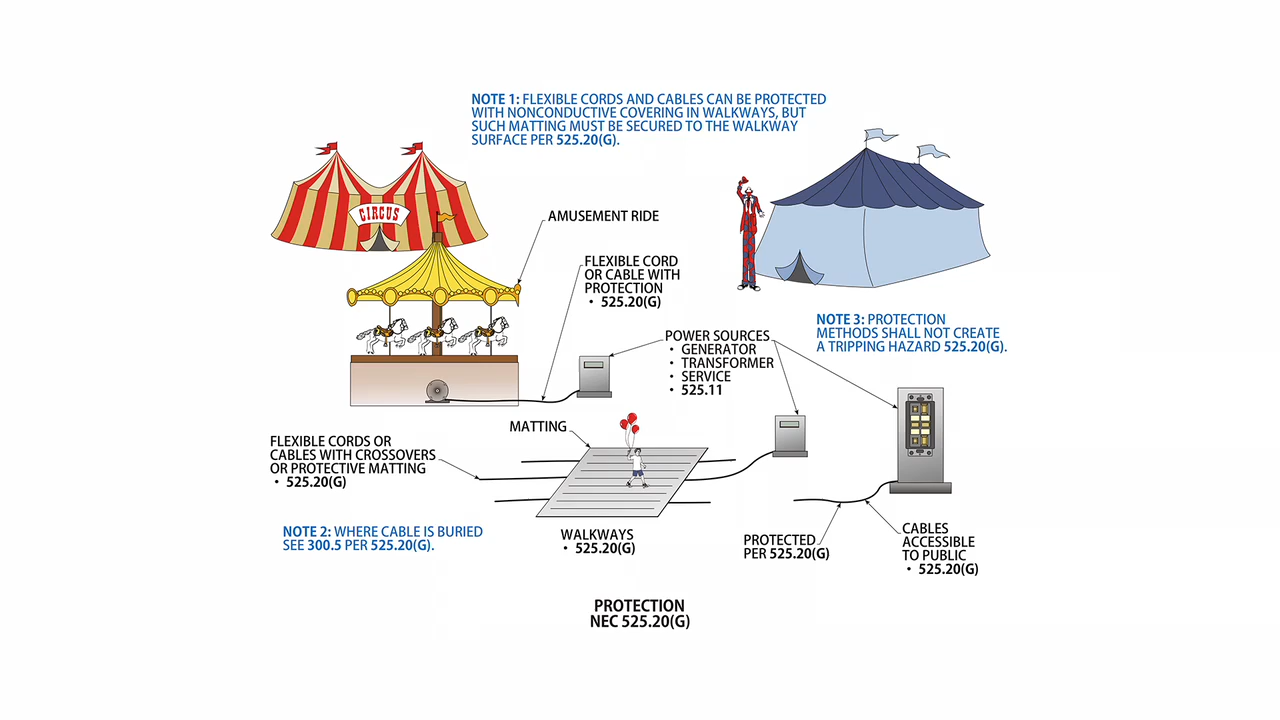 NOTE 1: FLEXIBLE CORDS AND CABLES CAN BE PROTECTED
WITH NONCONDUCTIVE COVERING IN WALKWAYS, BUT
SUCH MATTING MUST BE SECURED TO THE WALKWAY
SURFACE PER 525.20(G).
CIRCUS
AMUSEMENT RIDE
FLEXIBLE CORD
OR CABLE WITH
PROTECTION
• 525.20(G)
NOTE 3: PROTECTION
METHODS SHALL NOT CREATE
A TRIPPING HAZARD 525.20(G).
POWER SOURCES
• GENERATOR
• TRANSFORMER
• SERVICE
• 525.11
MATTING
FLEXIBLE CORDS OR
CABLES WITH CROSSOVERS
OR PROTECTIVE MATTING
• 525.20(G)
NOTE 2: WHERE CABLE IS BURIED
SEE 300.5 PER 525.20(G).
WALKWAYS
• 525.20(G)
PROTECTED
PER 525.20(G)
CABLES
ACCESSIBLE
TO PUBLIC
• 525.20(G)
PROTECTION
NEC 525.20(G)